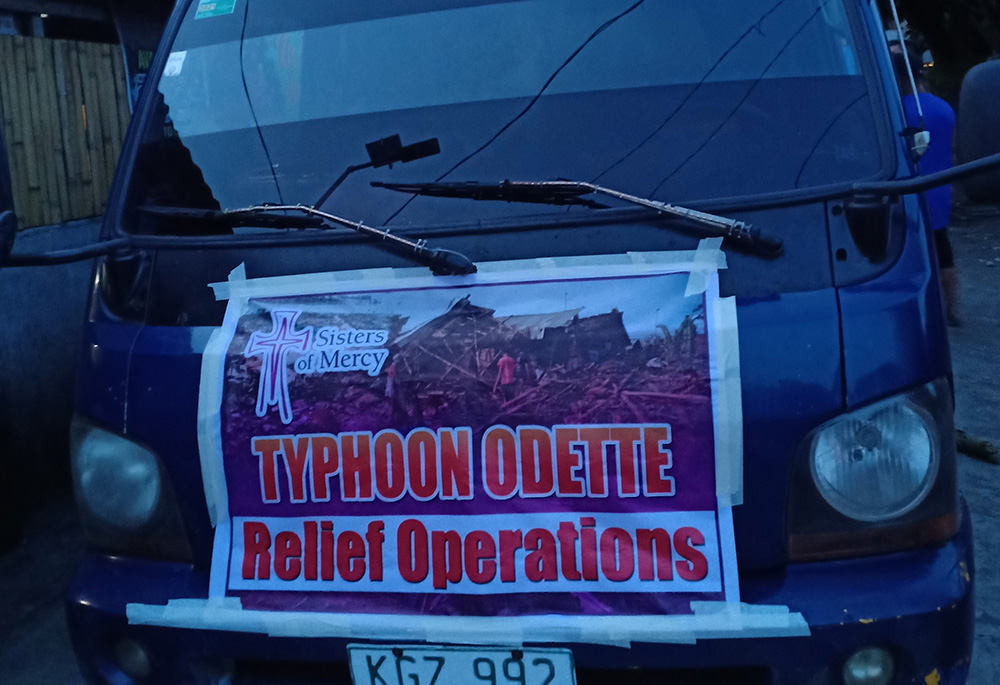 Sisters
of Mercy
TYPHOON ODETTE
Relief Operations
KGZ 992